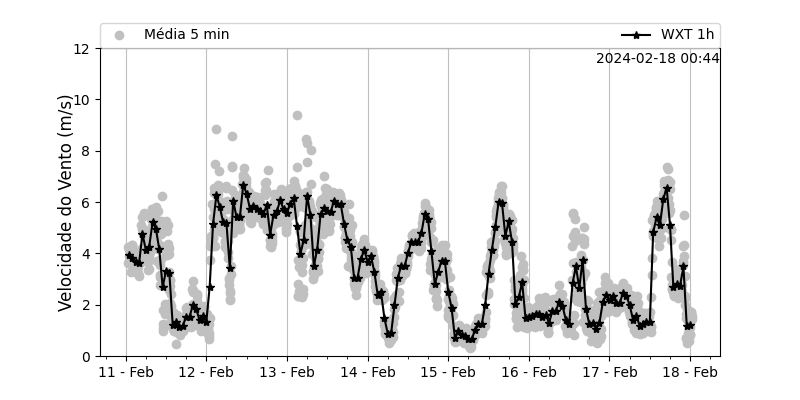 Média 5 min
WXT 1h
2024-02-18 00:44
Velocidade do Vento (m/s)
12
10
8
6
4
2
0
11 - Feb
12 - Feb
13 - Feb
14 - Feb
15 - Feb
16 - Feb
17 - Feb
18 - Feb